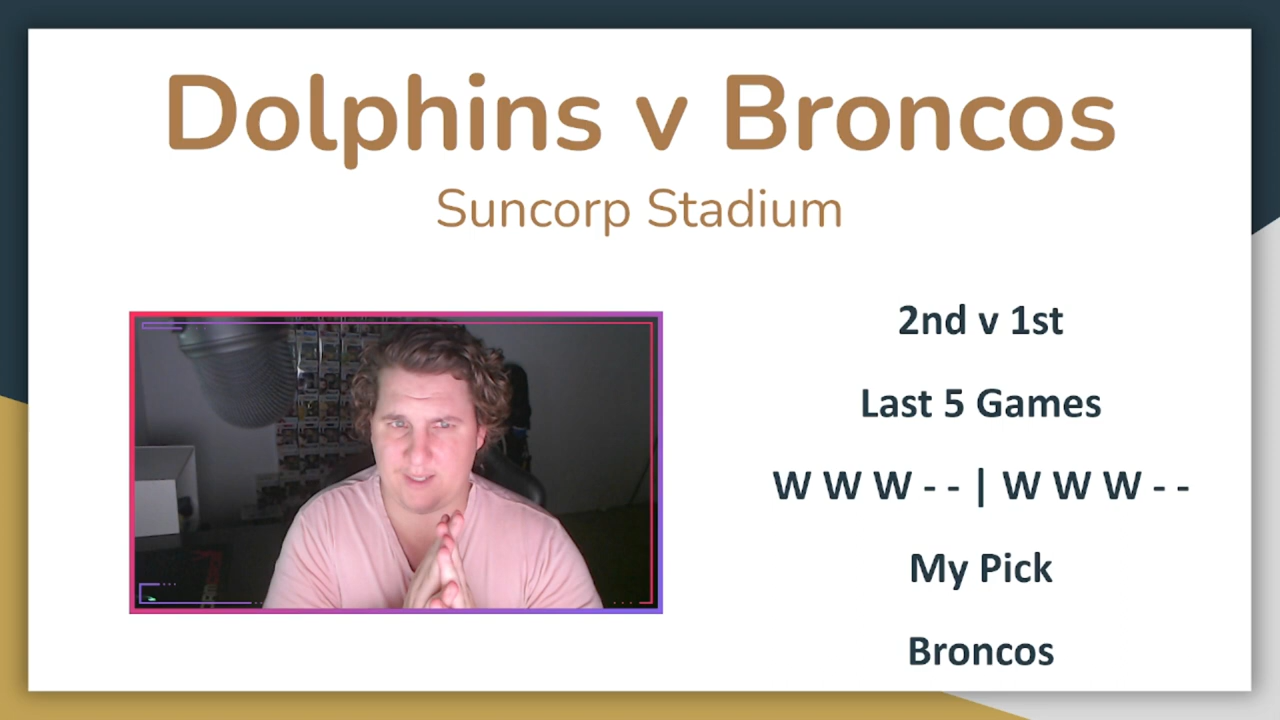 Dolphins v Broncos
Suncorp Stadium
2nd v 1st
Last 5 Games
W W W - - | W W W - -
My Pick
Broncos